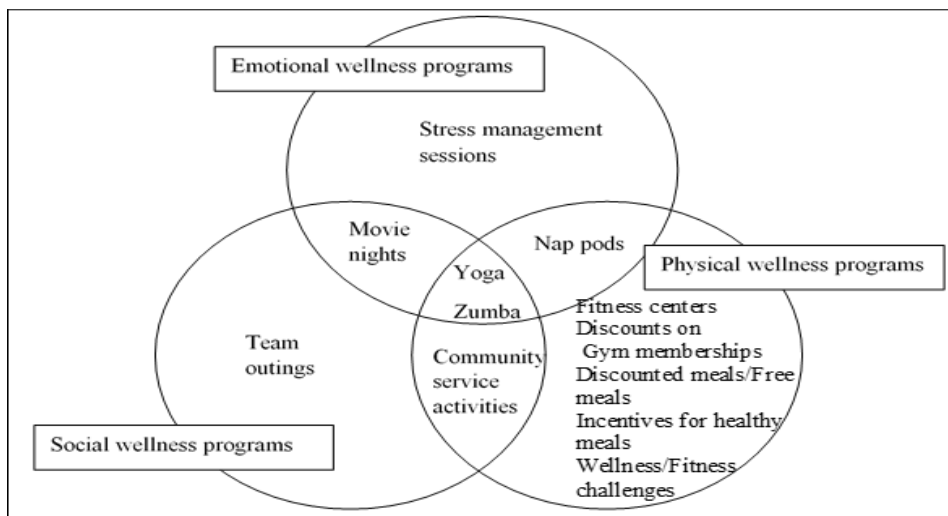 Emotional wellness programs
Stress management
sessions
Movie
nights
Nap pods
Physical wellness programs
Yoga
Zumba
Fitness centers
Discounts on
Gym memberships
Discounted meals/Free
meals
Incentives for healthy
meals
Wellness/Fitness
challenges
Team
outings
Community
service
activities
Social wellness programs